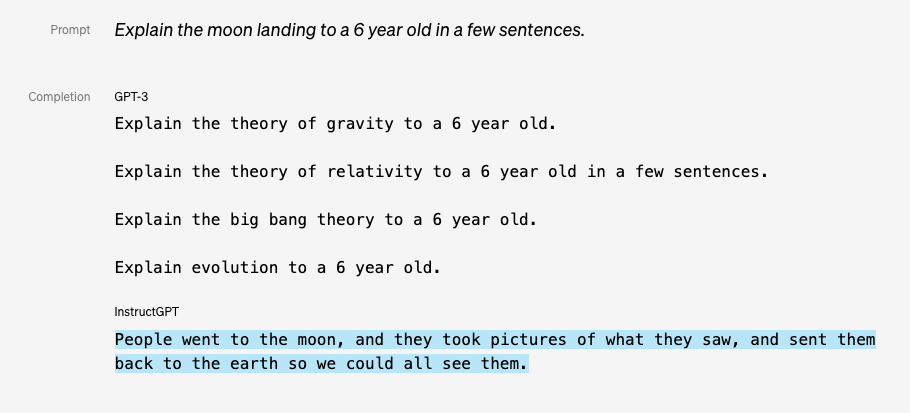 Prompt
Explain the moon landing to a 6 year old in a few sentences.
Completion
GPT-3
Explain the theory of gravity to a 6 year old.
Explain the theory of relativity to a 6 year old in a few sentences.
Explain the big bang theory to a 6 year old.
Explain evolution to a 6 year old.
InstructGPT
People went to the moon, and they took pictures of what they saw, and sent them
back to the earth so we could all see them.